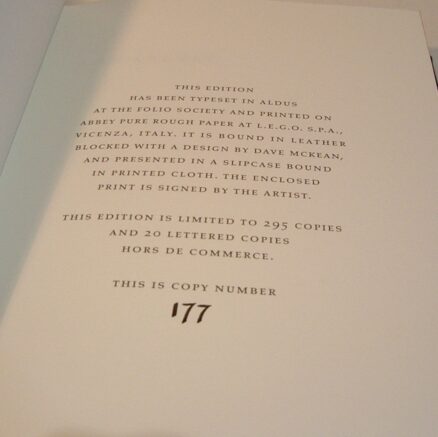 THIS EDITION
HAS BEEN TYPESET IN ALDUS
AT THE FOLIO SOCIETY AND PRINTED ON
ABBEY PURE ROUGH PAPER AT L.E.G.O. S.P.A.,
VICENZA, ITALY. IT IS BOUND IN LEATHER
BLOCKED WITH A DESIGN BY DAVE MCKEAN,
AND PRESENTED IN A SLIPCASE BOUND
IN PRINTED CLOTH. THE ENCLOSED
PRINT IS SIGNED BY THE ARTIST.
THIS EDITION IS LIMITED TO 295 COPIES
AND 20 LETTERED COPIES
HORS DE COMMERCE.
THIS IS COPY NUMBER
177